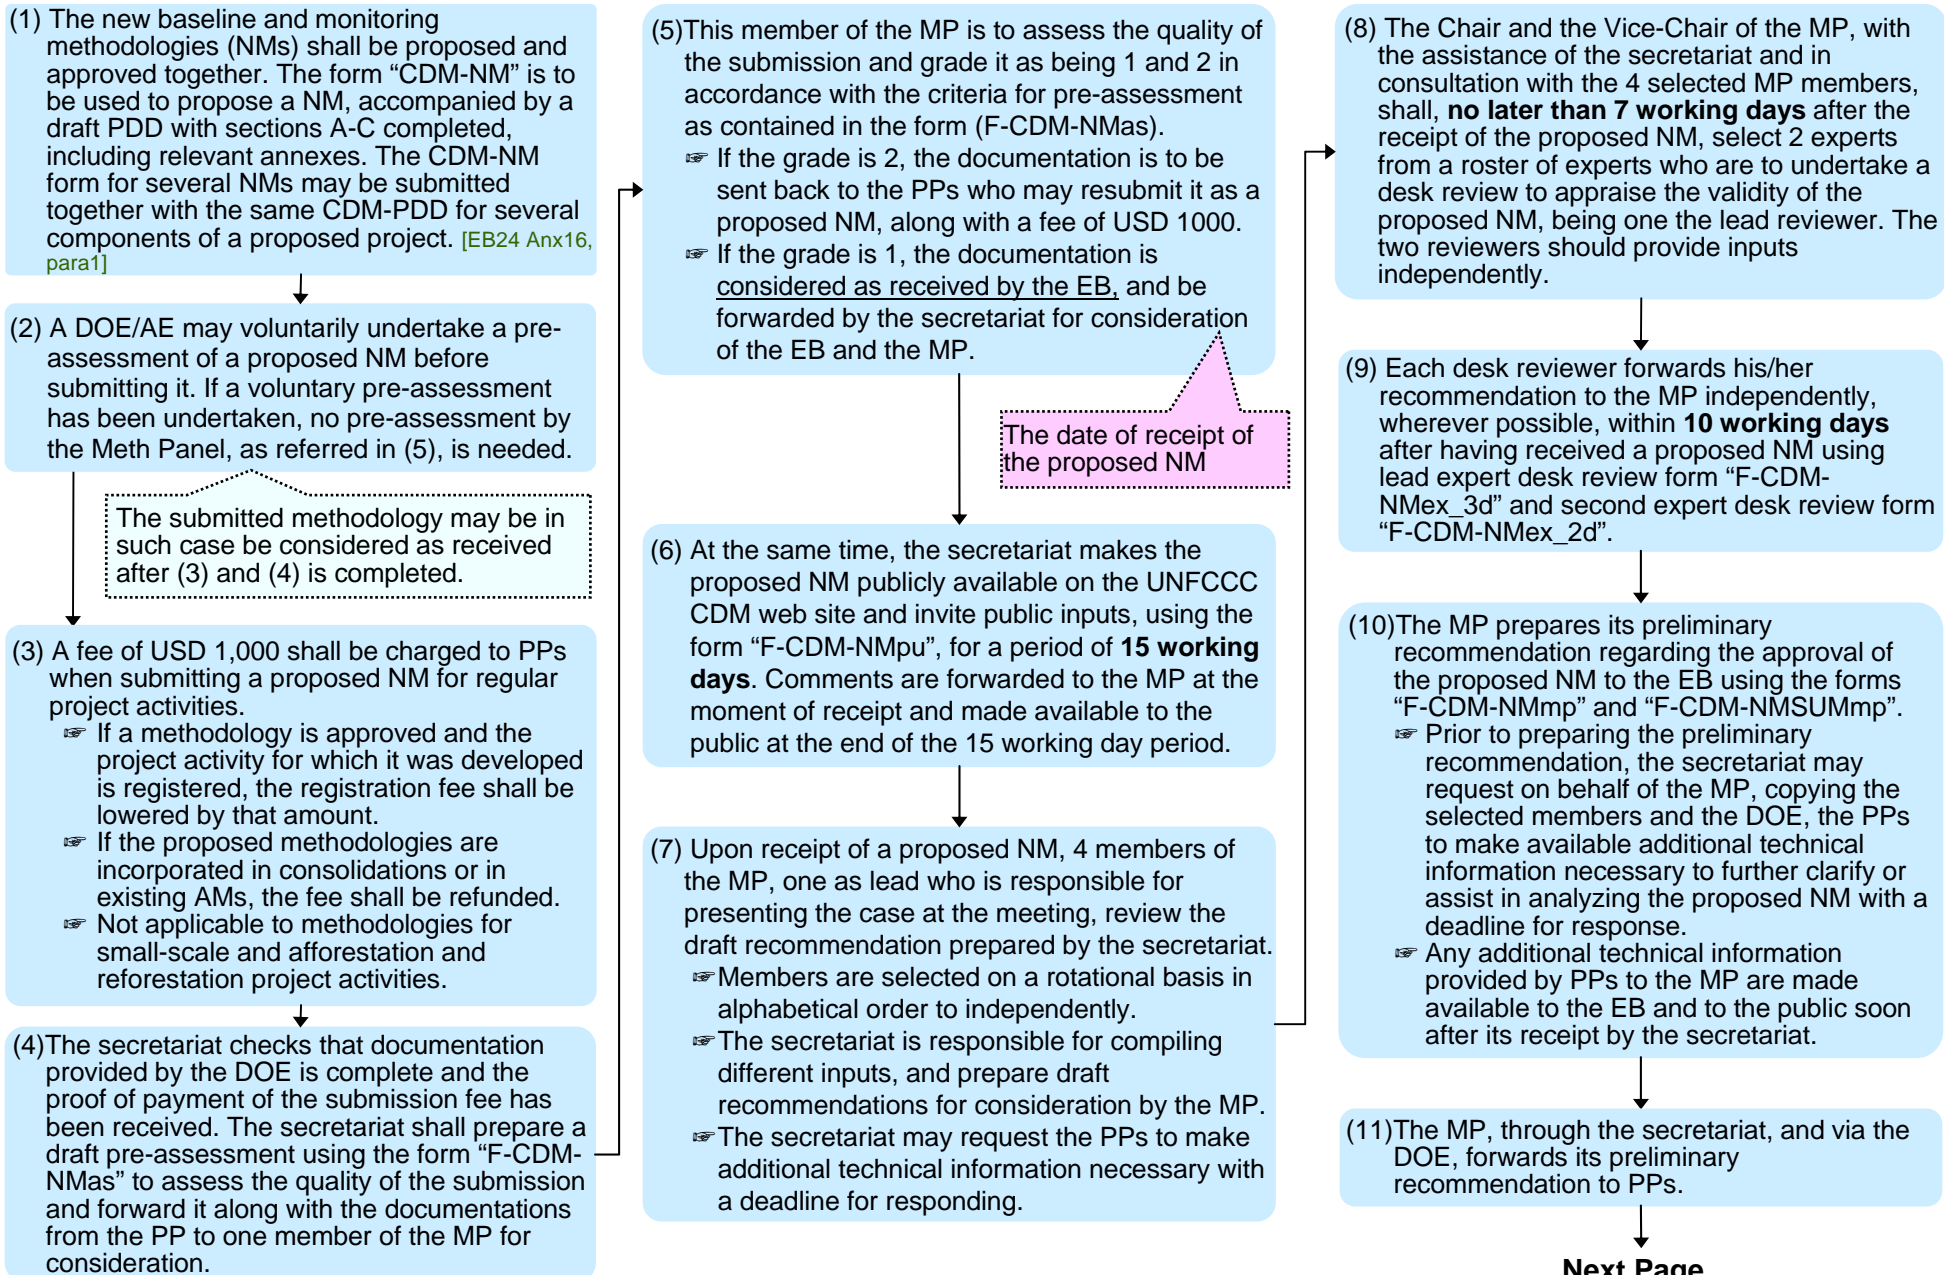 (1) The new baseline and monitoring
methodologies (NMs) shall be proposed and
approved together. The form “CDM-NM” is to
be used to propose a NM, accompanied by a
draft PDD with sections A-C completed,
including relevant annexes. The CDM-NM
form for several NMs may be submitted
together with the same CDM-PDD for several
components of a proposed project. [EB24 Anx16,
para1]
(2) A DOE/AE may voluntarily undertake a pre-
assessment of a proposed NM before
submitting it. If a voluntary pre-assessment
has been undertaken, no pre-assessment by
the Meth Panel, as referred in (5), is needed.
The submitted methodology may be in
such case be considered as received
after (3) and (4) is completed.
(3) A fee of USD 1,000 shall be charged to PPs
when submitting a proposed NM for regular
project activities.
☞ If a methodology is approved and the
project activity for which it was developed
is registered, the registration fee shall be
lowered by that amount.
☞ If the proposed methodologies are
incorporated in consolidations or in
existing AMs, the fee shall be refunded.
☞ Not applicable to methodologies for
small-scale and afforestation and
reforestation project activities.
(4)The secretariat checks that documentation
provided by the DOE is complete and the
proof of payment of the submission fee has
been received. The secretariat shall prepare a
draft pre-assessment using the form “F-CDM-
NMas” to assess the quality of the submission
and forward it along with the documentations
from the PP to one member of the MP for
consideration.
(5)This member of the MP is to assess the quality of
the submission and grade it as being 1 and 2 in
accordance with the criteria for pre-assessment
as contained in the form (F-CDM-NMas).
☞ If the grade is 2, the documentation is to be
sent back to the PPs who may resubmit it as a
proposed NM, along with a fee of USD 1000.
☞ If the grade is 1, the documentation is
considered as received by the EB, and be
forwarded by the secretariat for consideration
of the EB and the MP.
The date of receipt of
the proposed NM
(6) At the same time, the secretariat makes the
proposed NM publicly available on the UNFCCC
CDM web site and invite public inputs, using the
form “F-CDM-NMpu”, for a period of 15 working
days. Comments are forwarded to the MP at the
moment of receipt and made available to the
public at the end of the 15 working day period.
(7) Upon receipt of a proposed NM, 4 members of
the MP, one as lead who is responsible for
presenting the case at the meeting, review the
draft recommendation prepared by the secretariat.
☞Members are selected on a rotational basis in
alphabetical order to independently.
☞The secretariat is responsible for compiling
different inputs, and prepare draft
recommendations for consideration by the MP.
☞The secretariat may request the PPs to make
additional technical information necessary with
a deadline for responding.
(8) The Chair and the Vice-Chair of the MP, with
the assistance of the secretariat and in
consultation with the 4 selected MP members,
shall, no later than 7 working days after the
receipt of the proposed NM, select 2 experts
from a roster of experts who are to undertake a
desk review to appraise the validity of the
proposed NM, being one the lead reviewer. The
two reviewers should provide inputs
independently.
(9) Each desk reviewer forwards his/her
recommendation to the MP independently,
wherever possible, within 10 working days
after having received a proposed NM using
lead expert desk review form “F-CDM-
NMex_3d” and second expert desk review form
“F-CDM-NMex_2d”.
(10)The MP prepares its preliminary
recommendation regarding the approval of
the proposed NM to the EB using the forms
“F-CDM-NMmp” and “F-CDM-NMSUMmp”.
☞ Prior to preparing the preliminary
recommendation, the secretariat may
request on behalf of the MP, copying the
selected members and the DOE, the PPs
to make available additional technical
information necessary to further clarify or
assist in analyzing the proposed NM with a
deadline for response.
☞ Any additional technical information
provided by PPs to the MP are made
available to the EB and to the public soon
after its receipt by the secretariat.
(11)The MP, through the secretariat, and via the
DOE, forwards its preliminary
recommendation to PPs.
Next Page